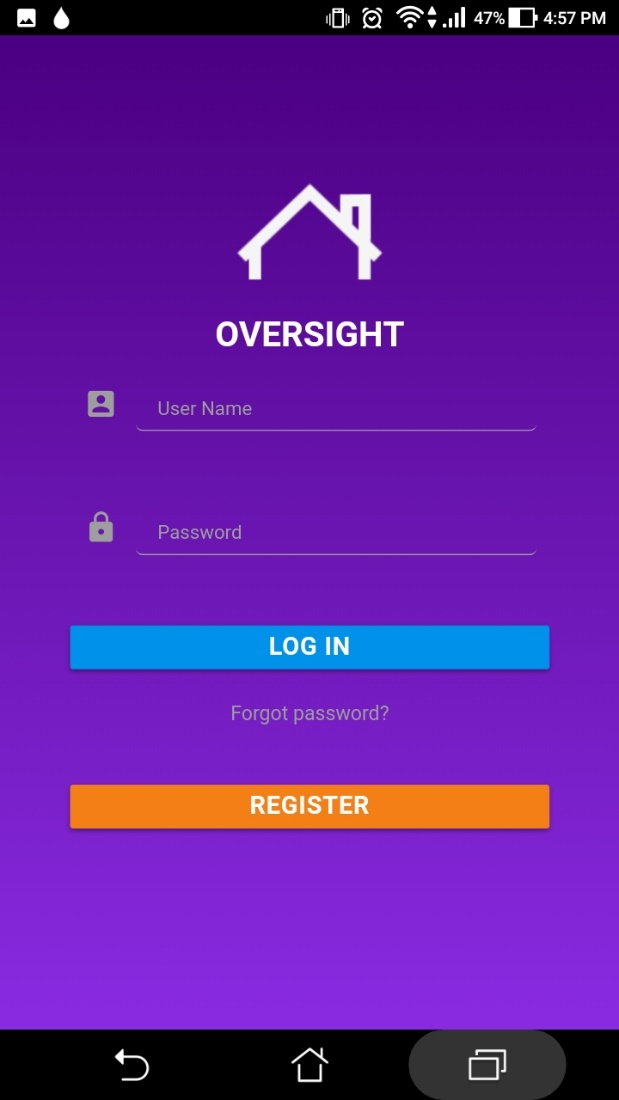 47% 4:57 PM
OVERSIGHT
User Name
Password
LOG IN
Forgot password?
REGISTER